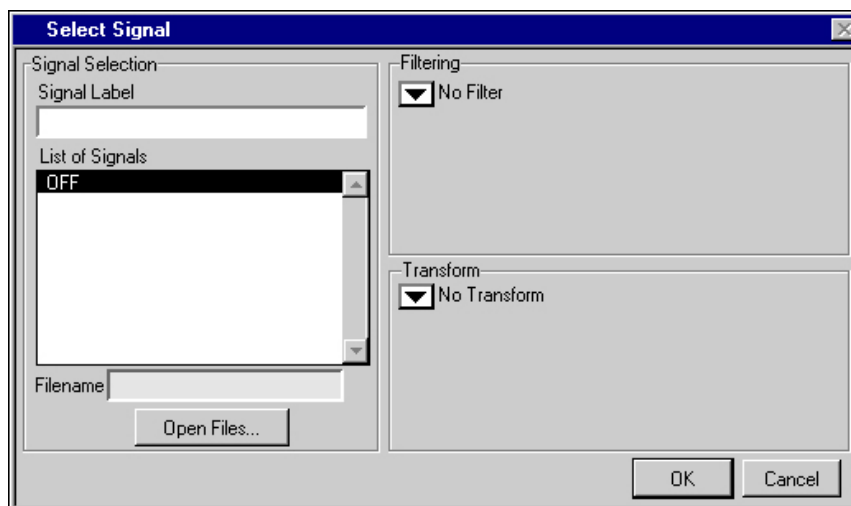 Select Signal
Signal Selection
Signal Label
List of Signals
OFF
Filename
Open Files...
Filtering
No Filter
Transform
No Transform
OK
Cancel